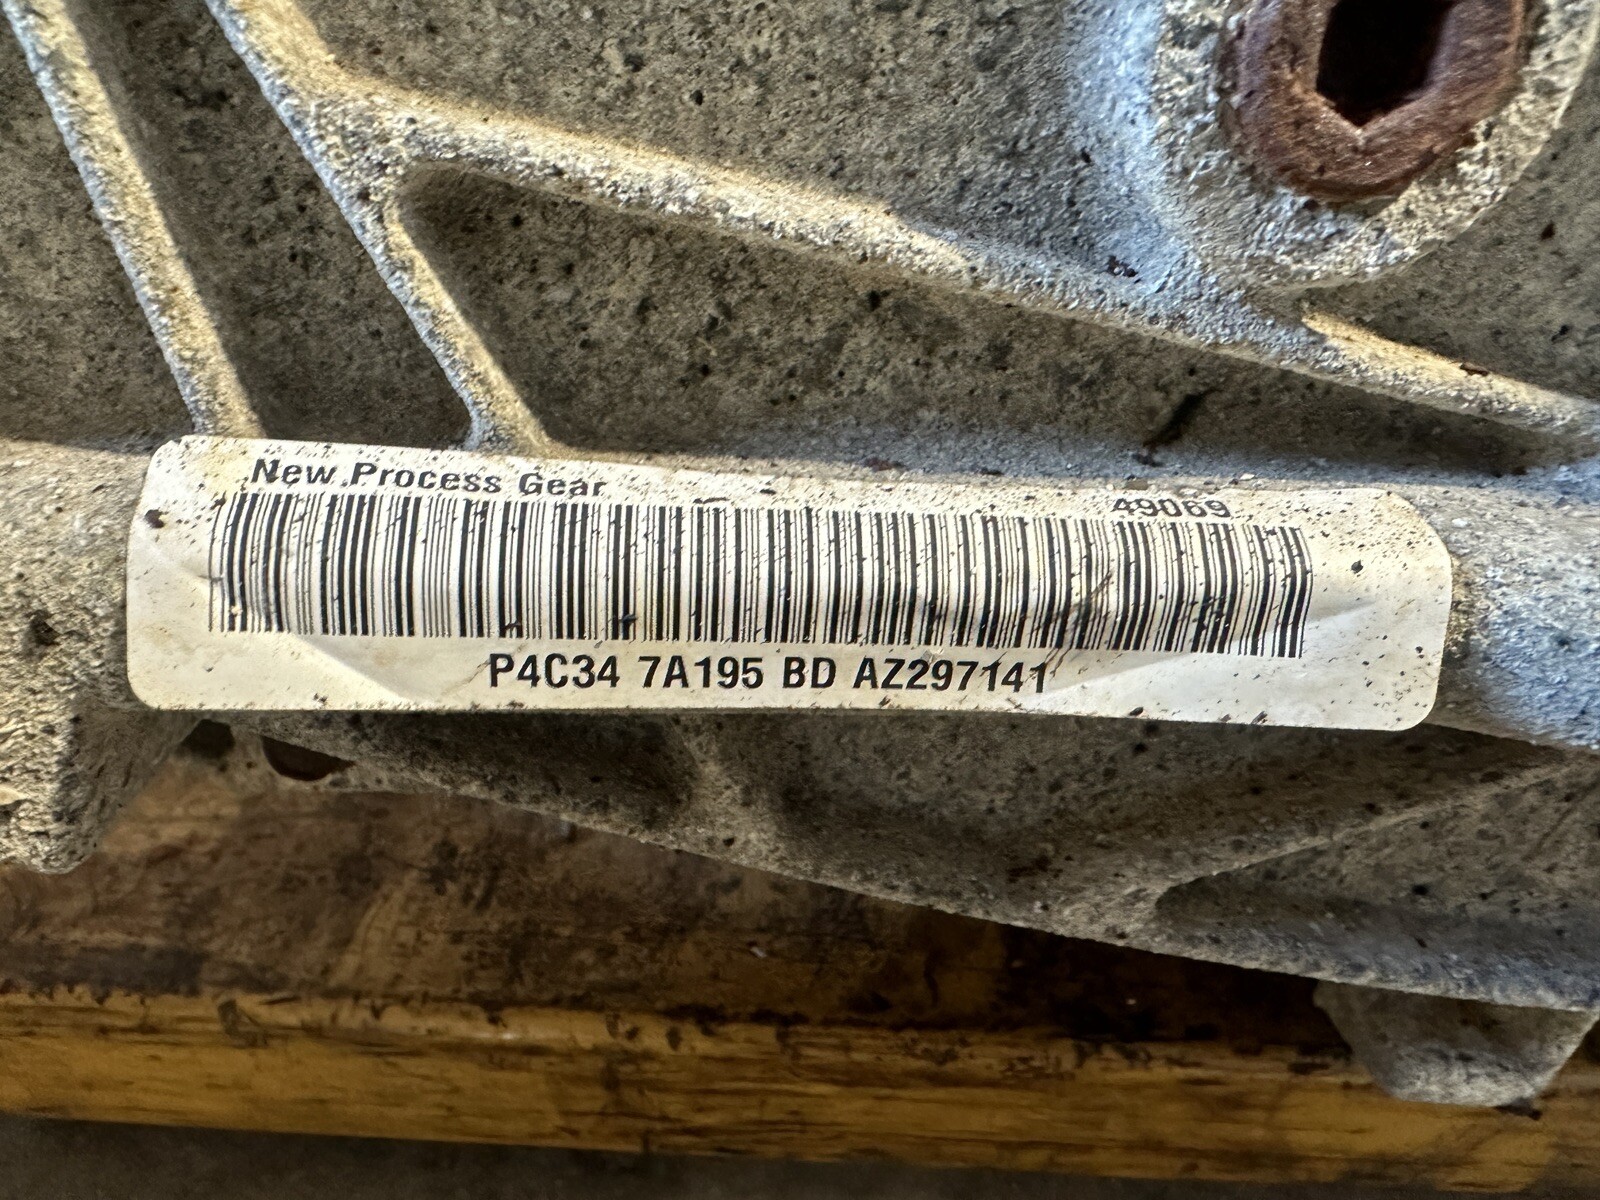 New Process Gear
49069
P4C34 7A195 BD AZ297141